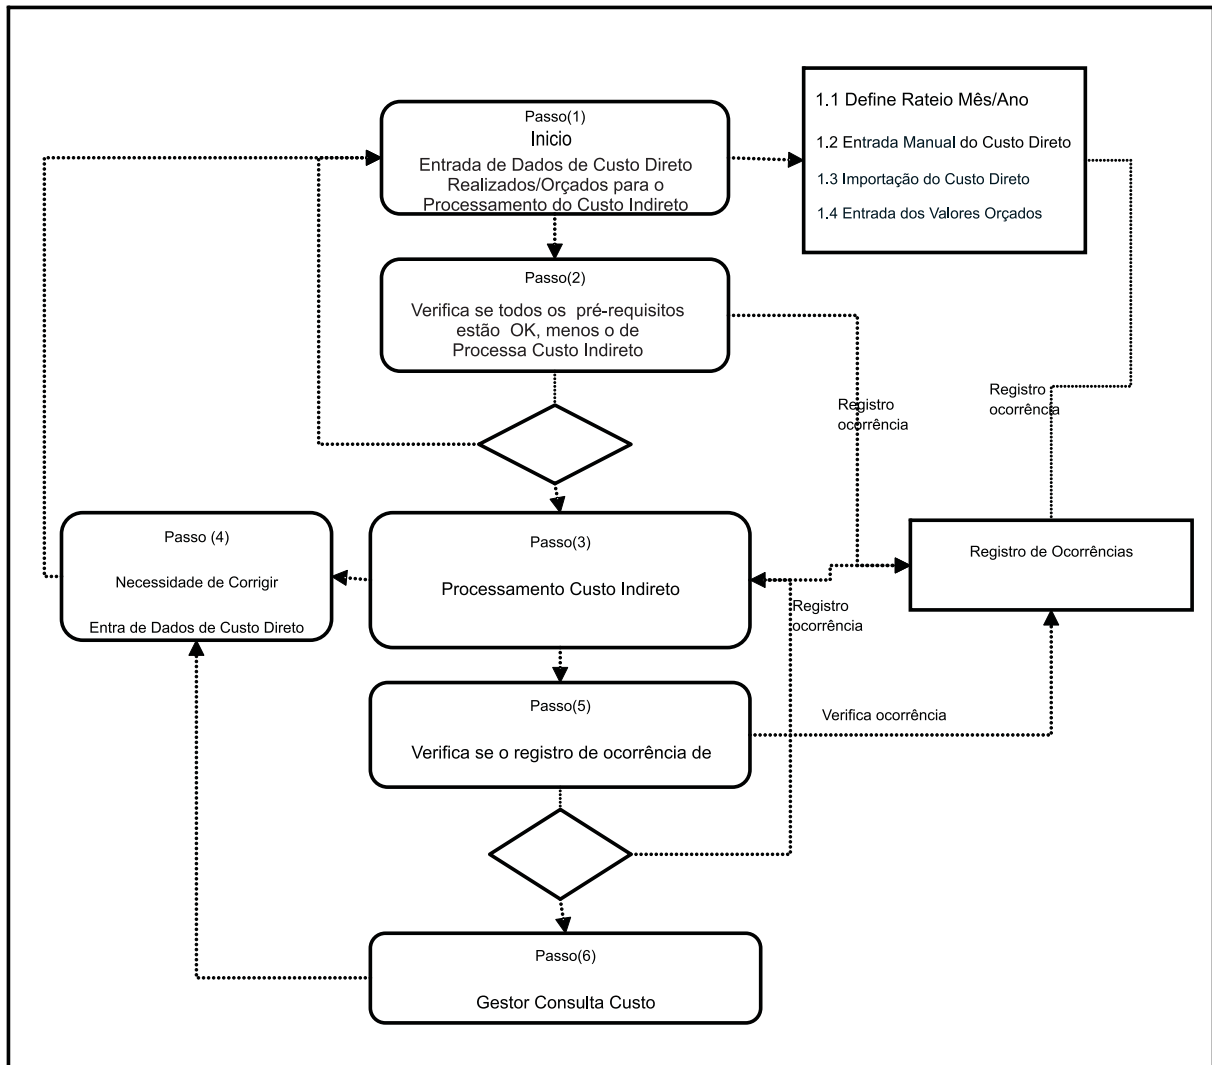 Passo(1)
Inicio
Entrada de Dados de Custo Direto
Realizados/Orçados para o
Processamento do Custo Indireto
1.1 Define Rateio Mês/Ano
1.2 Entrada Manual do Custo Direto
1.3 Importação do Custo Direto
1.4 Entrada dos Valores Orçados
Passo(2)
Verifica se todos os pré-requisitos
estão OK, menos o de
Processa Custo Indireto
Registro
ocorrência
Registro
ocorrência
Passo (4)
Necessidade de Corrigir
Entra de Dados de Custo Direto
Passo(3)
Processamento Custo Indireto
Registro de Ocorrências
Registro
ocorrência
Passo(5)
Verifica se o registro de ocorrência de
Verifica ocorrência
Passo(6)
Gestor Consulta Custo